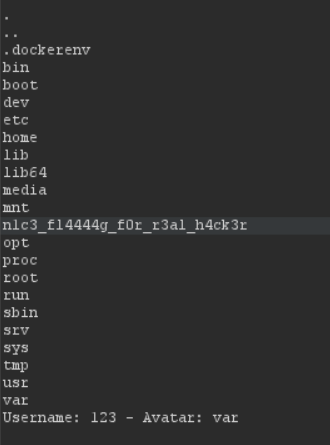 .
..
.dockerenv
bin
boot
dev
etc
home
lib
lib64
media
mnt
n1c3_fl4444g_f0r_r3al_h4ck3r
opt
proc
root
run
sbin
srv
sys
tmp
usr
var
Username: 123 - Avatar: var